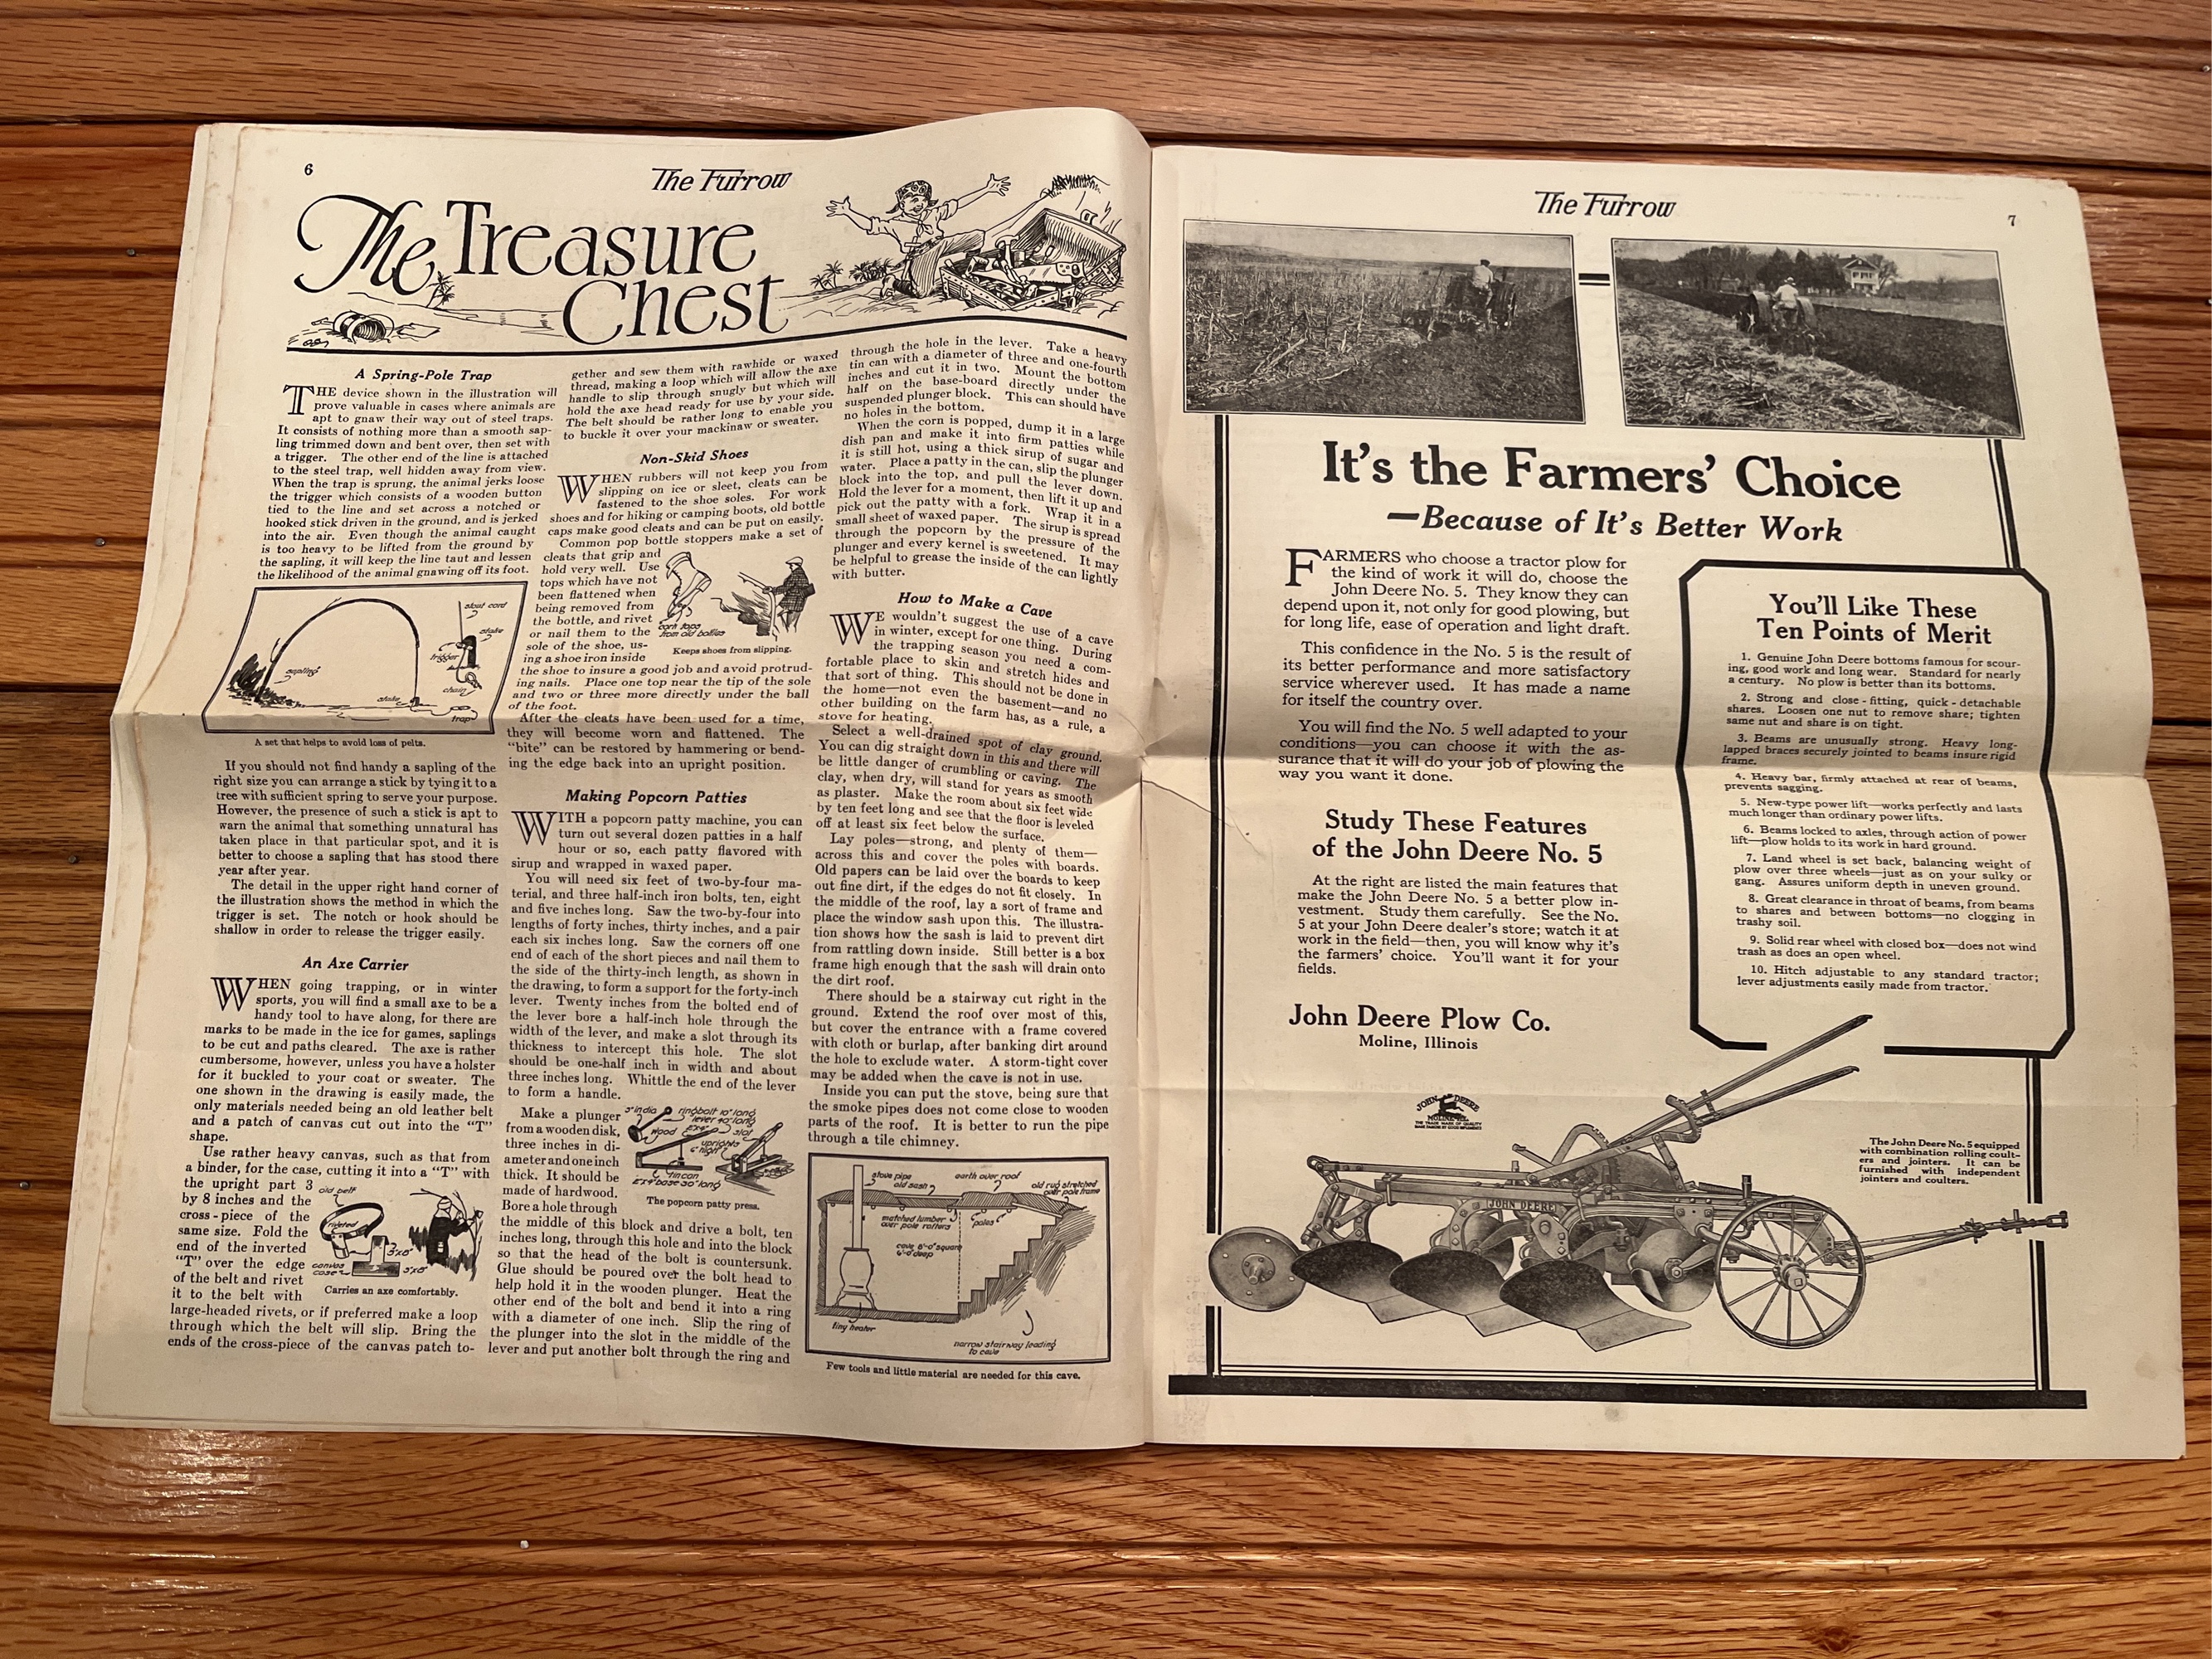 6
The Furrow
The Treasure
Chest
A Spring-Pole Trap
THE device shown in the illustration will
prove valuable in cases where animals are
apt to gnaw their way out of steel traps.
It consists of nothing more than a smooth sap-
ling trimmed down and bent over, then set with
a trigger. The other end of the line is attached
to the steel trap, well hidden away from view.
When the trap is sprung, the animal jerks loose
the trigger which consists of a wooden button
tied to the line and set across a notched or
hooked stick driven in the ground, and is jerked
into the air. Even though the animal caught
is too heavy to be lifted from the ground by
the sapling, it will keep the line taut and lessen
the likelihood of the animal gnawing off its foot.
stout cord
stake
trigger
chain
sapling
stake
trap
A set that helps to avoid loss of pelts.
If you should not find handy a sapling of the
right size you can arrange a stick by tying it to a
tree with sufficient spring to serve your purpose.
However, the presence of such a stick is apt to
warn the animal that something unnatural has
taken place in that particular spot, and it is
better to choose a sapling that has stood there
year after year.
The detail in the upper right hand corner of
the illustration shows the method in which the
trigger is set. The notch or hook should be
shallow in order to release the trigger easily.
An Axe Carrier
WHEN going trapping, or in winter
sports, you will find a small axe to be a
handy tool to have along, for there are
marks to be made in the ice for games, saplings
to be cut and paths cleared. The axe is rather
cumbersome, however, unless you have a holster
for it buckled to your coat or sweater. The
one shown in the drawing is easily made, the
only materials needed being an old leather belt
and a patch of canvas cut out into the "T"
shape.
Use rather heavy canvas, such as that from
a binder, for the case, cutting it into a "T" with
the upright part 3
by 8 inches and the
cross-piece of the
same size. Fold the
end of the inverted
"T" over the edge
of the belt and rivet
it to the belt with
old belt
riveted
3"x8"
canvas
case
3"x8"
Carries an axe comfortably.
large-headed rivets, or if preferred make a loop
through which the belt will slip. Bring the
ends of the cross-piece of the canvas patch to-
gether and sew them with rawhide or waxed
thread, making a loop which will allow the axe
handle to slip through snugly but which will
hold the axe head ready for use by your side.
The belt should be rather long to enable you
to buckle it over your mackinaw or sweater.
Non-Skid Shoes
WHEN rubbers will not keep you from
slipping on ice or sleet, cleats can be
fastened to the shoe soles. For work
shoes and for hiking or camping boots, old bottle
caps make good cleats and can be put on easily.
Common pop bottle stoppers make a set of
cleats that grip and
hold very well. Use
tops which have not
been flattened when
being removed from
the bottle, and rivet
or nail them to the
sole of the shoe, us-
ing a shoe iron inside
from old bottles
Keeps shoes from slipping.
the shoe to insure a good job and avoid protrud-
ing nails. Place one top near the tip of the sole
and two or three more directly under the ball
of the foot.
After the cleats have been used for a time,
they will become worn and flattened. The
"bite" can be restored by hammering or bend-
ing the edge back into an upright position.
Making Popcorn Patties
WITH a popcorn patty machine, you can
turn out several dozen patties in a half
hour or so, each patty flavored with
sirup and wrapped in waxed paper.
You will need six feet of two-by-four ma-
terial, and three half-inch iron bolts, ten, eight
and five inches long. Saw the two-by-four into
lengths of forty inches, thirty inches, and a pair
each six inches long. Saw the corners off one
end of each of the short pieces and nail them to
the side of the thirty-inch length, as shown in
the drawing, to form a support for the forty-inch
lever. Twenty inches from the bolted end of
the lever bore a half-inch hole through the
width of the lever, and make a slot through its
thickness to intercept this hole. The slot
should be one-half inch in width and about
three inches long. Whittle the end of the lever
to form a handle.
Make a plunger
from a wooden disk,
three inches in di-
ameter and one inch
thick. It should be
made of hardwood.
Bore a hole through
3" in dia
ringbolt 10" long
lever 40" long
wood
2"x4"
slot
uprights
6" high
tin can
2"x4" base 30" long
The popcorn patty press.
the middle of this block and drive a bolt, ten
inches long, through this hole and into the block
so that the head of the bolt is countersunk.
Glue should be poured over the bolt head to
help hold it in the wooden plunger. Heat the
other end of the bolt and bend it into a ring
with a diameter of one inch. Slip the ring of
the plunger into the slot in the middle of the
lever and put another bolt through the ring and
through the hole in the lever. Take a heavy
tin can with a diameter of three and one-fourth
inches and cut it in two. Mount the bottom
half on the base-board directly under the
suspended plunger block. This can should have
no holes in the bottom.
When the corn is popped, dump it in a large
dish pan and make it into firm patties while
it is still hot, using a thick sirup of sugar and
water. Place a patty in the can, slip the plunger
block into the top, and pull the lever down.
Hold the lever for a moment, then lift it up and
pick out the patty with a fork. Wrap it in a
small sheet of waxed paper. The sirup is spread
through the popcorn by the pressure of the
plunger and every kernel is sweetened. It may
be helpful to grease the inside of the can lightly
with butter.
How to Make a Cave
WE wouldn't suggest the use of a cave
in winter, except for one thing. During
the trapping season you need a com-
fortable place to skin and stretch hides and
that sort of thing. This should not be done in
the home—not even the basement—and no
other building on the farm has, as a rule, a
stove for heating.
Select a well-drained spot of clay ground.
You can dig straight down in this and there will
be little danger of crumbling or caving. The
clay, when dry, will stand for years as smooth
as plaster. Make the room about six feet wide
by ten feet long and see that the floor is leveled
off at least six feet below the surface.
Lay poles—strong, and plenty of them—
across this and cover the poles with boards.
Old papers can be laid over the boards to keep
out fine dirt, if the edges do not fit closely. In
the middle of the roof, lay a sort of frame and
place the window sash upon this. The illustra-
tion shows how the sash is laid to prevent dirt
from rattling down inside. Still better is a box
frame high enough that the sash will drain onto
the dirt roof.
There should be a stairway cut right in the
ground. Extend the roof over most of this,
but cover the entrance with a frame covered
with cloth or burlap, after banking dirt around
the hole to exclude water. A storm-tight cover
may be added when the cave is not in use.
Inside you can put the stove, being sure that
the smoke pipes does not come close to wooden
parts of the roof. It is better to run the pipe
through a tile chimney.
stove pipe
old sash
earth over roof
old rug stretched
over pole frame
matched lumber
over pole rafters
poles
cave 6'-0" square
6'-0" deep
tiny heater
narrow stairway leading
to cave
Few tools and little material are needed for this cave.
The Furrow
7
It's the Farmers' Choice
—Because of It's Better Work
FARMERS who choose a tractor plow for
the kind of work it will do, choose the
John Deere No. 5. They know they can
depend upon it, not only for good plowing, but
for long life, ease of operation and light draft.
This confidence in the No. 5 is the result of
its better performance and more satisfactory
service wherever used. It has made a name
for itself the country over.
You will find the No. 5 well adapted to your
conditions—you can choose it with the as-
surance that it will do your job of plowing the
way you want it done.
Study These Features
of the John Deere No. 5
At the right are listed the main features that
make the John Deere No. 5 a better plow in-
vestment. Study them carefully. See the No.
5 at your John Deere dealer's store; watch it at
work in the field—then, you will know why it's
the farmers' choice. You'll want it for your
fields.
John Deere Plow Co.
Moline, Illinois
You'll Like These
Ten Points of Merit
1. Genuine John Deere bottoms famous for scour-
ing, good work and long wear. Standard for nearly
a century. No plow is better than its bottoms.
2. Strong and close-fitting, quick-detachable
shares. Loosen one nut to remove share; tighten
same nut and share is on tight.
3. Beams are unusually strong. Heavy long-
lapped braces securely jointed to beams insure rigid
frame.
4. Heavy bar, firmly attached at rear of beams,
prevents sagging.
5. New-type power lift—works perfectly and lasts
much longer than ordinary power lifts.
6. Beams locked to axles, through action of power
lift—plow holds to its work in hard ground.
7. Land wheel is set back, balancing weight of
plow over three wheels—just as on your sulky or
gang. Assures uniform depth in uneven ground.
8. Great clearance in throat of beams, from beams
to shares and between bottoms—no clogging in
trashy soil.
9. Solid rear wheel with closed box—does not wind
trash as does an open wheel.
10. Hitch adjustable to any standard tractor;
lever adjustments easily made from tractor.
JOHN DEERE
MOLINE, ILL.
THE TRADE MARK OF QUALITY
MADE FAMOUS BY GOOD IMPLEMENTS
The John Deere No. 5 equipped
with combination rolling coult-
ers and jointers. It can be
furnished with independent
jointers and coulters.
JOHN DEERE